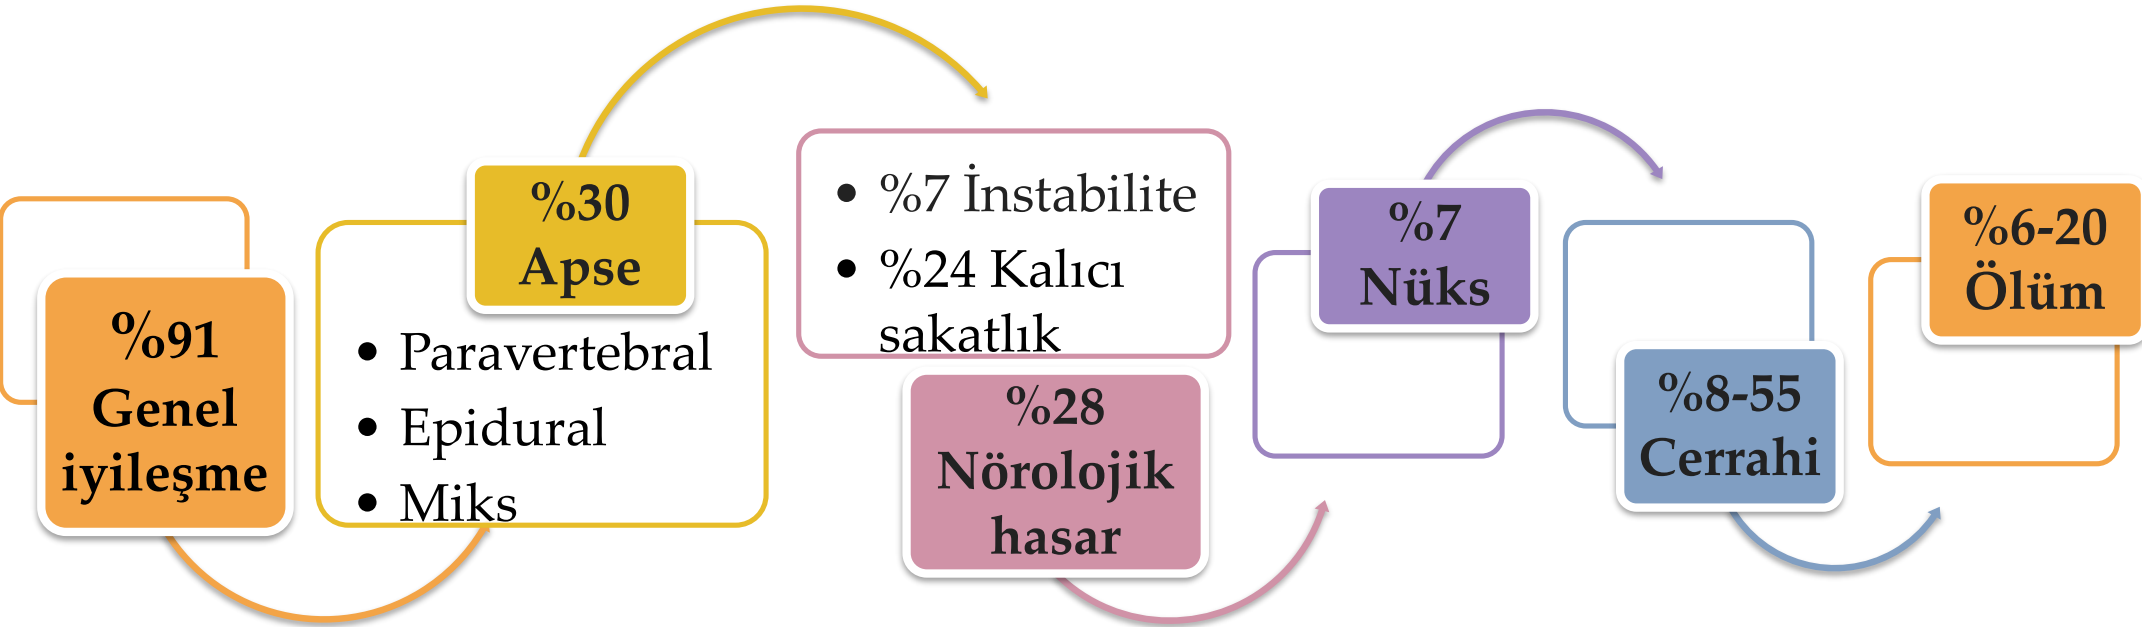 %91
Genel
iyileşme
%30
Apse
• Paravertebral
• Epidural
• Miks
• %7 İnstabilite
• %24 Kalıcı
sakatlık
%28
Nörolojik
hasar
%7
Nüks
%8-55
Cerrahi
%6-20
Ölüm